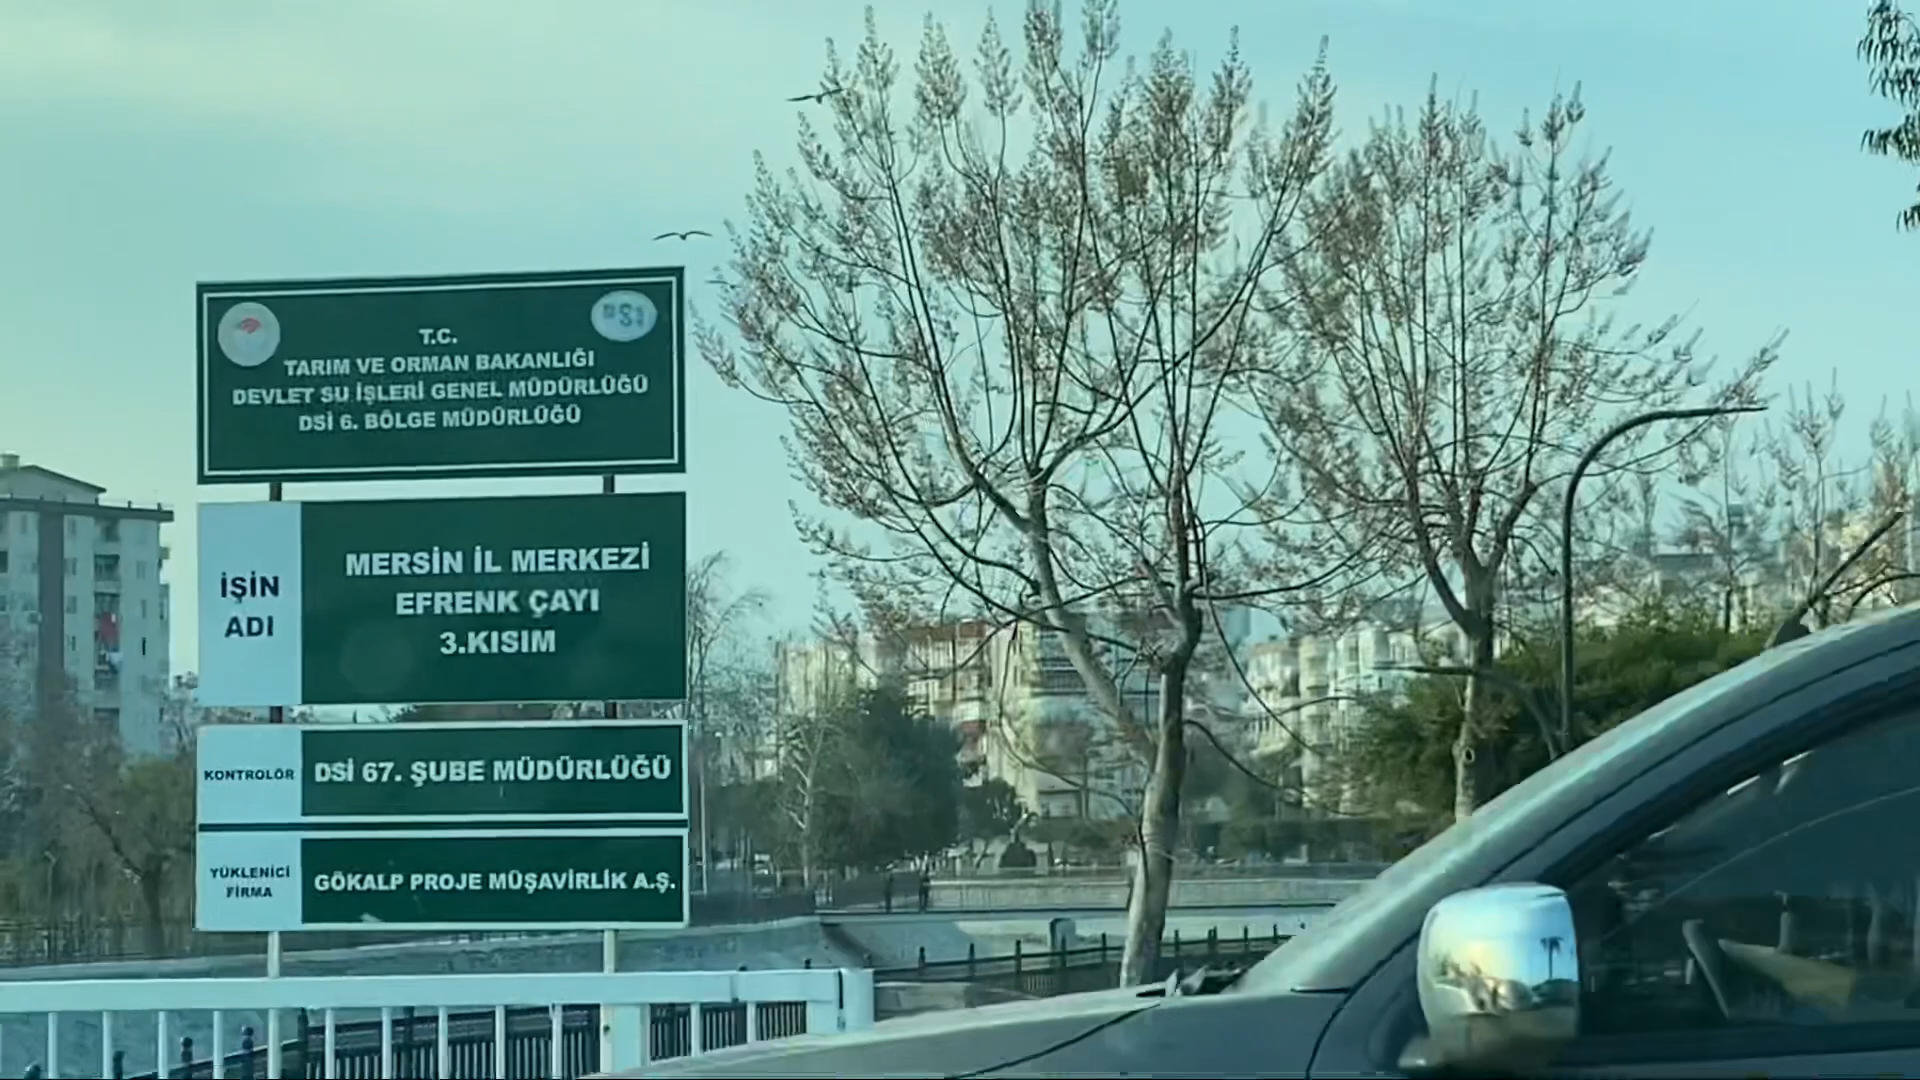 T.C.
TARIM VE ORMAN BAKANLIĞI
DEVLET SU İŞLERİ GENEL MÜDÜRLÜĞÜ
DSİ 6. BÖLGE MÜDÜRLÜĞÜ
İŞİN
ADI
MERSİN İL MERKEZİ
EFRENK ÇAYI
3.KISIM
KONTROLÖR
DSİ 67. ŞUBE MÜDÜRLÜĞÜ
YÜKLENİCİ
FİRMA
GÖKALP PROJE MÜŞAVİRLİK A.Ş.